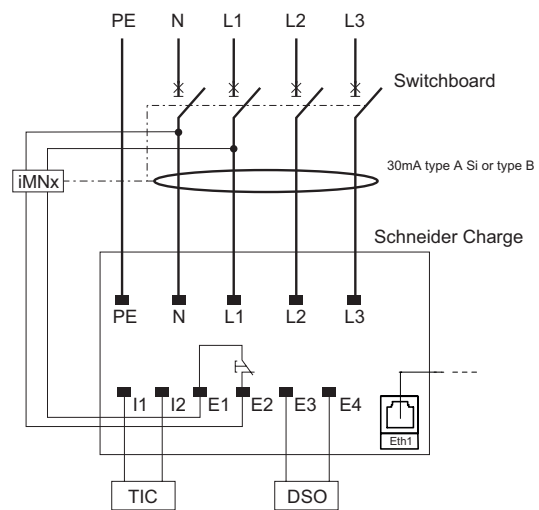 PE N L1 L2 L3
Switchboard
30mA type A Si or type B
iMNx
Schneider Charge
PE N L1 L2 L3
I1 I2 E1 E2 E3 E4
Eth1
TIC DSO